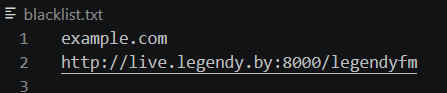 blacklist.txt
1 example.com
2 http://live.legendy.by:8000/legendyfm
3